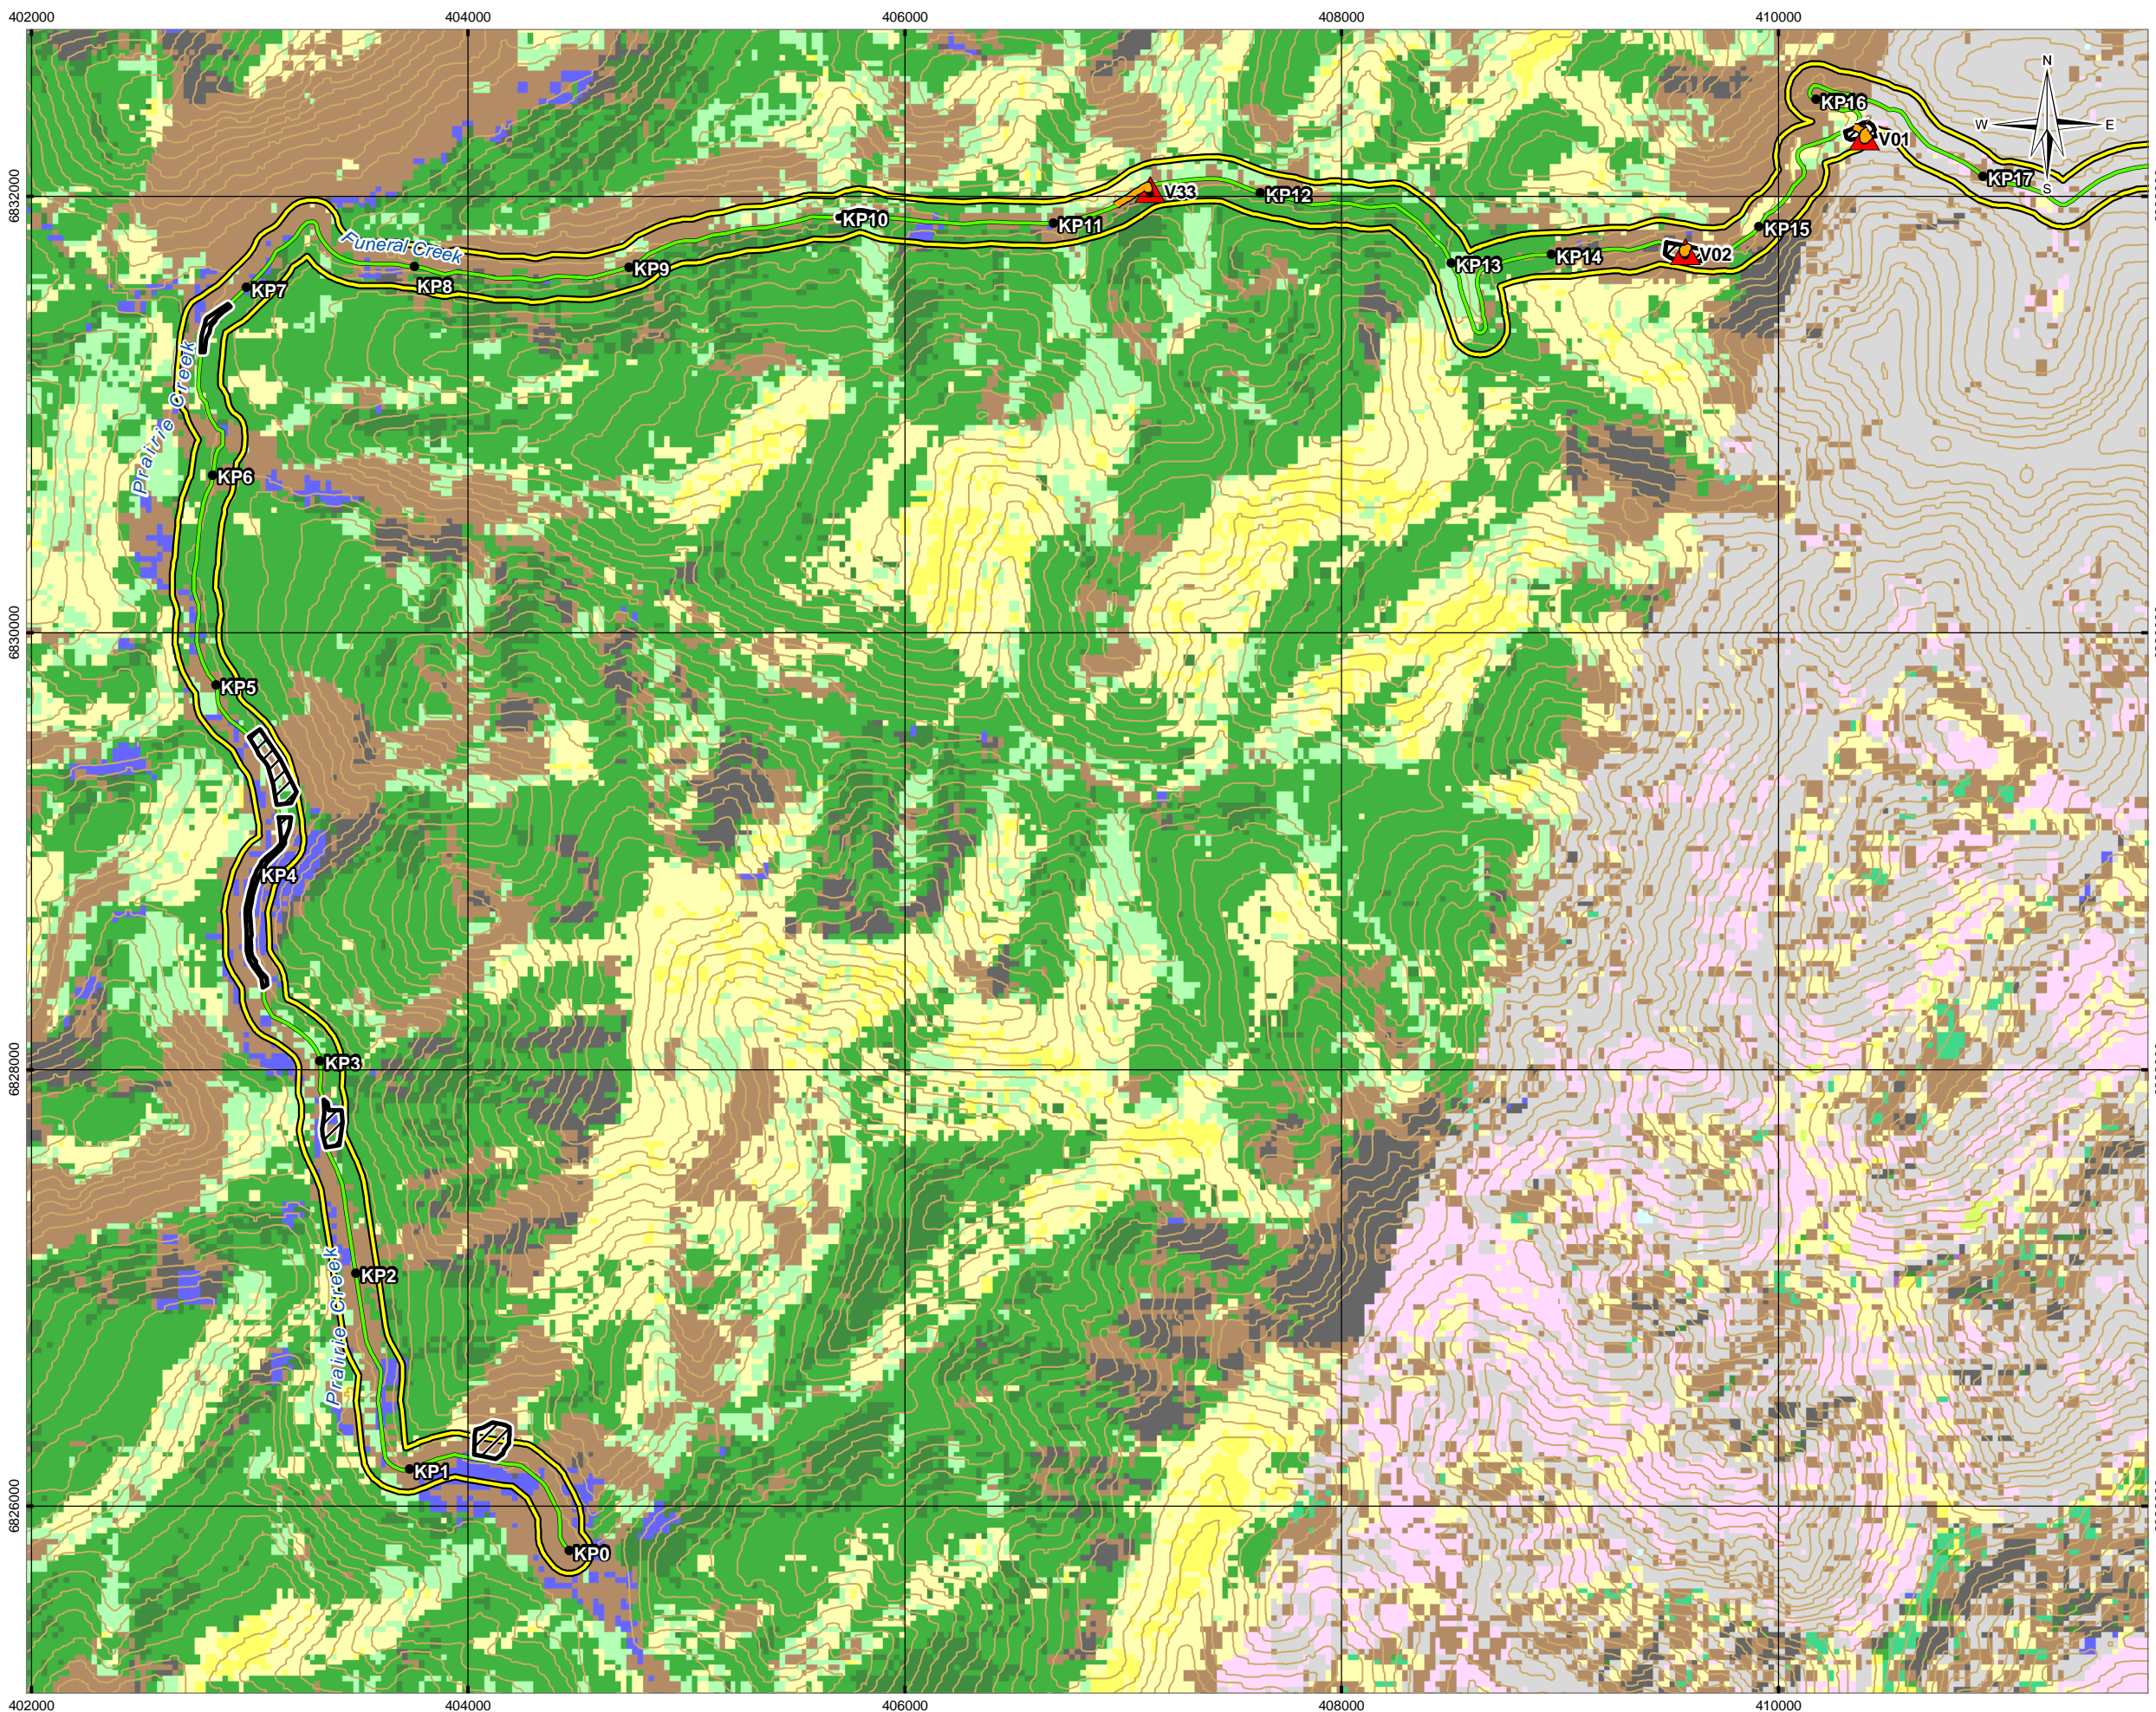 402000 404000 406000 408000 410000
N
W E
S
KP16
V01
KP17
6832000
V33
KP12
KP10
KP11
KP15
Funeral Creek
V02
KP14
KP13
KP9
KP8
KP7
Prairie Creek
KP6
6830000
KP5
KP4
6828000
KP3
KP2
Prairie Creek
KP1
6826000
KP0
402000 404000 406000 408000 410000